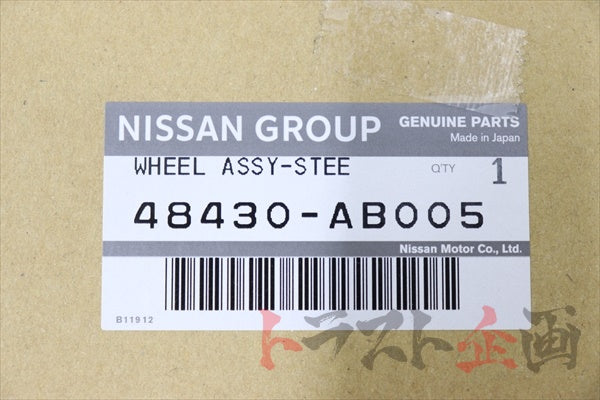 NISSAN GROUP
GENUINE PARTS
Made in Japan
WHEEL ASSY-STEE
Q'TY 1
48430-AB005
Nissan Motor Co., Ltd.
B11912
トラスト企画